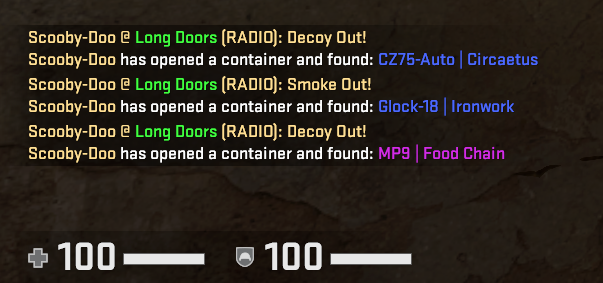 Scooby-Doo @ Long Doors (RADIO): Decoy Out!
Scooby-Doo has opened a container and found: CZ75-Auto | Circaetus
Scooby-Doo @ Long Doors (RADIO): Smoke Out!
Scooby-Doo has opened a container and found: Glock-18 | Ironwork
Scooby-Doo @ Long Doors (RADIO): Decoy Out!
Scooby-Doo has opened a container and found: MP9 | Food Chain
100 100